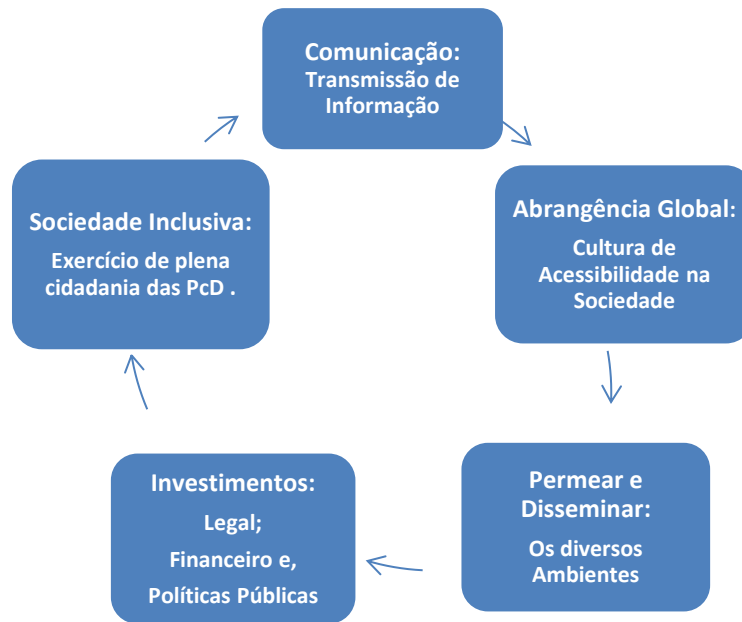 Comunicação:
Transmissão de
Informação
Abrangência Global:
Cultura de
Acessibilidade na
Sociedade
Permear e
Disseminar:
Os diversos
Ambientes
Investimentos:
Legal;
Financeiro e,
Políticas Públicas
Sociedade Inclusiva:
Exercício de plena
cidadania das PcD .